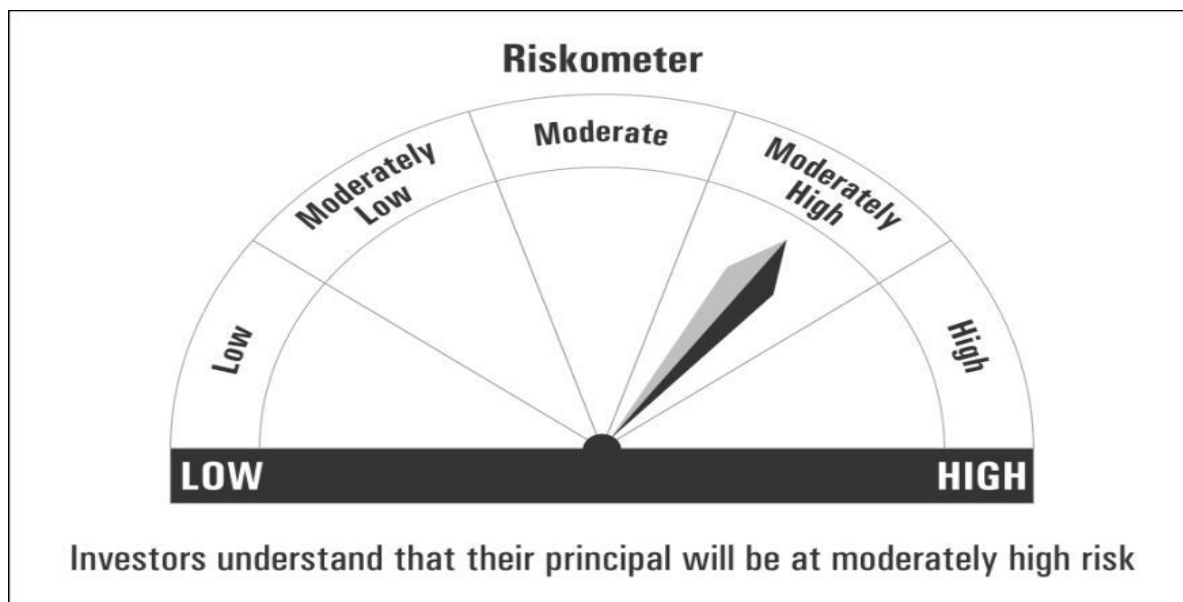 Riskometer
Low
Moderately
Low
Moderate
Moderately
High
High
LOW
HIGH
Investors understand that their principal will be at moderately high risk